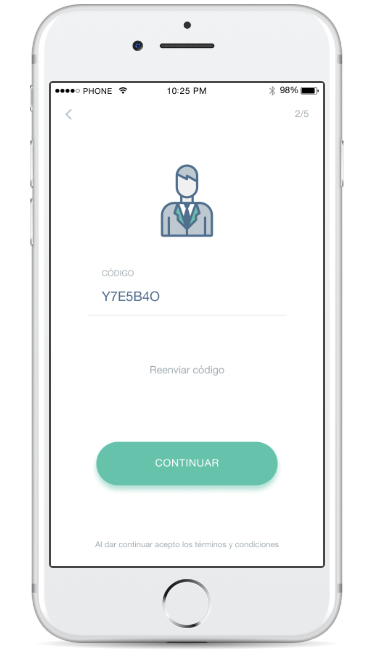 PHONE 10:25 PM 98%
2/5
CÓDIGO
Y7E5B4O
Reenviar código
CONTINUAR
Al dar continuar acepto los términos y condiciones